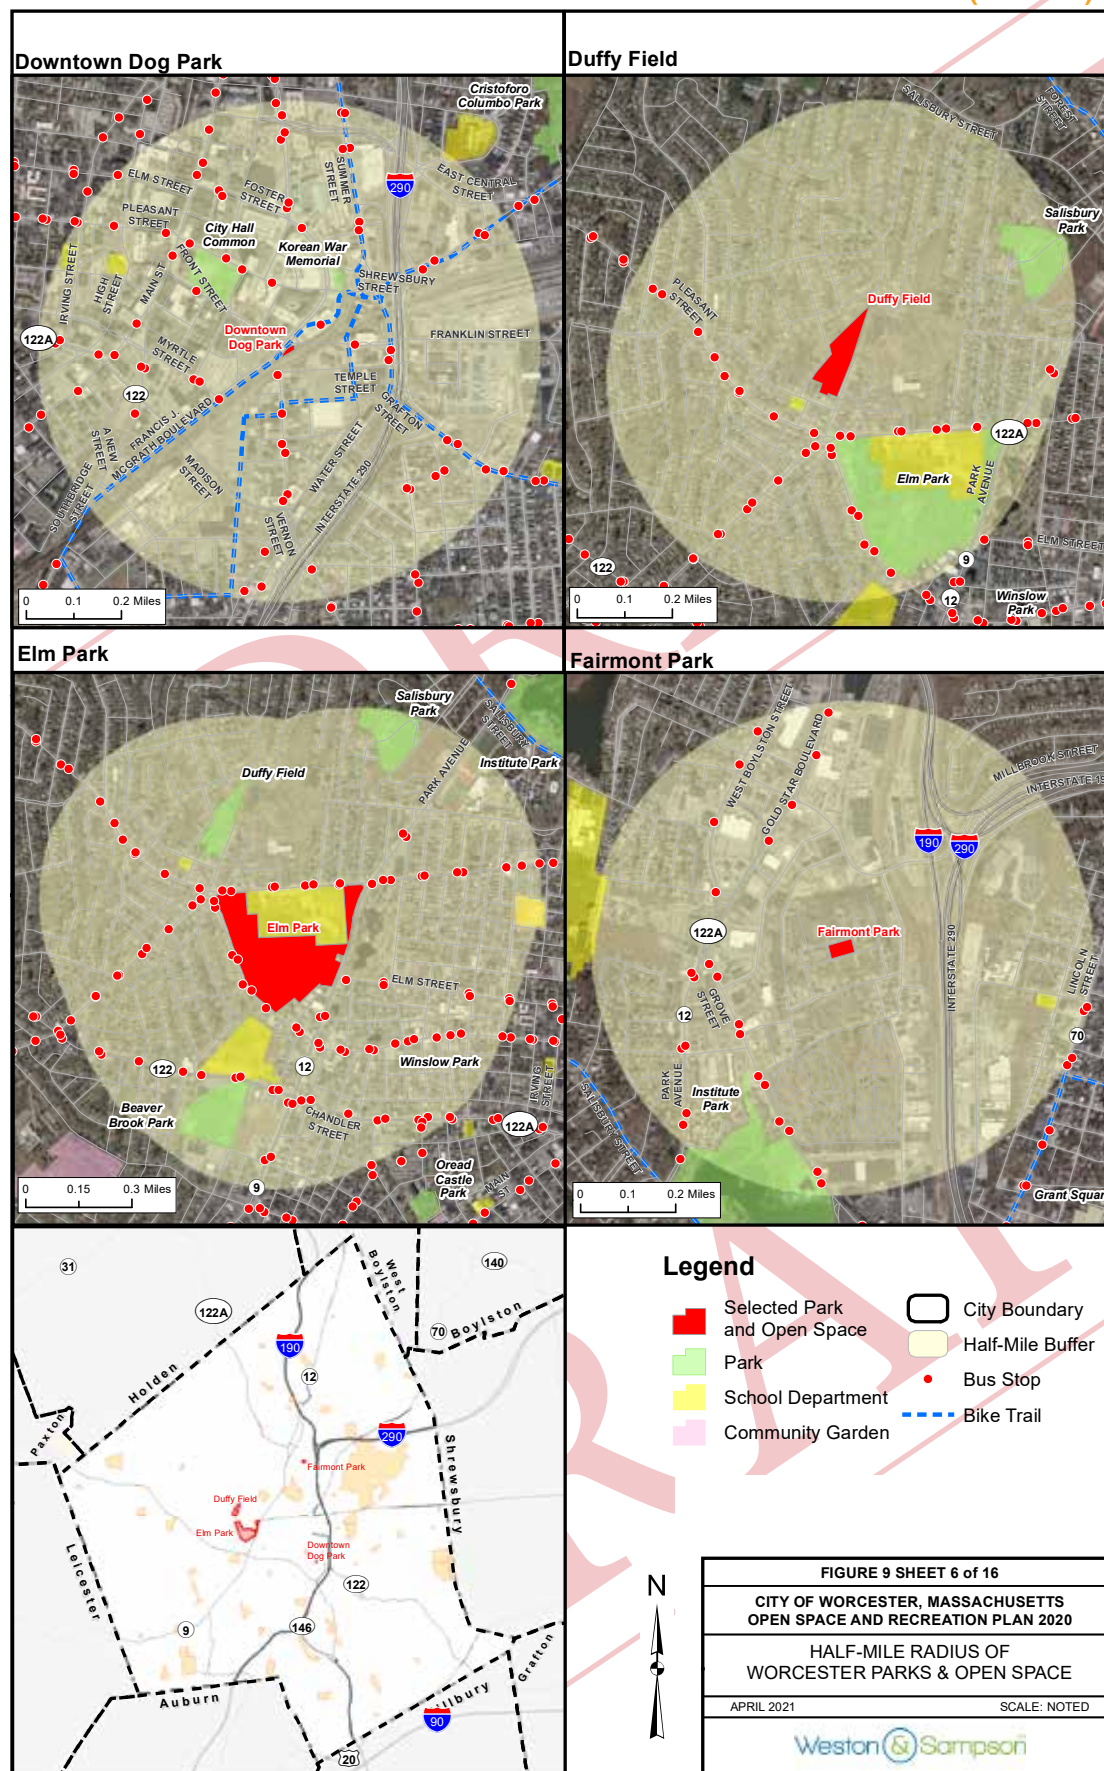 Downtown Dog Park
Cristoforo
Columbo Park
SUMMER
STREET
290
EAST CENTRAL
STREET
ELM STREET
FOSTER
STREET
PLEASANT
STREET
City Hall
Common
Korean War
Memorial
IRVING STREET
HIGH
STREET
MAIN ST
FRONT STREET
SHREWSBURY
STREET
122A
Downtown
Dog Park
FRANKLIN STREET
MYRTLE
STREET
TEMPLE
STREET
122
GRAFTON
STREET
FRANCIS J.
MCGRATH BOULEVARD
A NEW
STREET
MADISON
STREET
WATER STREET
INTERSTATE 290
SOUTHBRIDGE
STREET
VERNON
STREET
0 0.1 0.2 Miles
Duffy Field
SALISBURY STREET
FOREST
STREET
Salisbury
Park
PLEASANT
STREET
Duffy Field
122A
Elm Park
PARK
AVENUE
ELM STREET
9
122
12
Winslow
Park
0 0.1 0.2 Miles
Elm Park
Salisbury
Park
SALISBURY
STREET
Institute Park
PARK AVENUE
Duffy Field
Elm Park
ELM STREET
Winslow Park
12
122
IRVING
STREET
Beaver
Brook Park
CHANDLER
STREET
122A
Oread
Castle
Park
MAIN
ST
9
0 0.15 0.3 Miles
Fairmont Park
WEST BOYLSTON STREET
GOLD STAR BOULEVARD
MILLBROOK STREET
INTERSTATE 19
190
290
122A
Fairmont Park
INTERSTATE 290
LINCOLN
STREET
GROVE
STREET
12
70
PARK
AVENUE
Institute
Park
SALISBURY STREET
Grant Squar
0 0.1 0.2 Miles
31
140
West
Boylston
122A
70
Boylston
190
12
Holden
Paxton
290
Shrewsbury
Fairmont Park
Duffy Field
Elm Park
Downtown
Dog Park
Leicester
122
9
146
Grafton
Auburn
90
20
Legend
Selected Park
and Open Space
Park
School Department
Community Garden
City Boundary
Half-Mile Buffer
Bus Stop
Bike Trail
N
FIGURE 9 SHEET 6 of 16
CITY OF WORCESTER, MASSACHUSETTS
OPEN SPACE AND RECREATION PLAN 2020
HALF-MILE RADIUS OF
WORCESTER PARKS & OPEN SPACE
APRIL 2021 SCALE: NOTED
Weston & Sampson